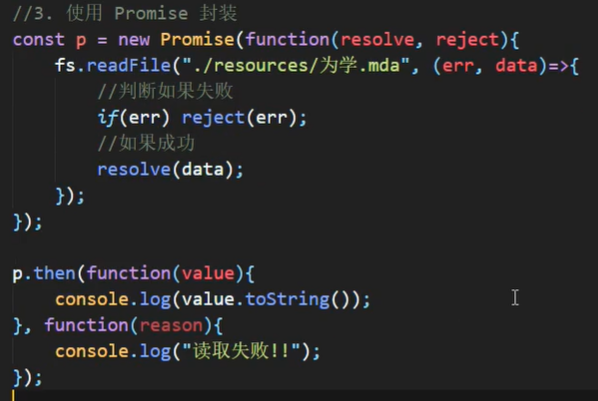 //3. 使用 Promise 封装
const p = new Promise(function(resolve, reject){
    fs.readFile("./resources/为学.mda", (err, data)=>{
        //判断如果失败
        if(err) reject(err);
        //如果成功
        resolve(data);
    });
});

p.then(function(value){
    console.log(value.toString());
}, function(reason){
    console.log("读取失败!!");
});